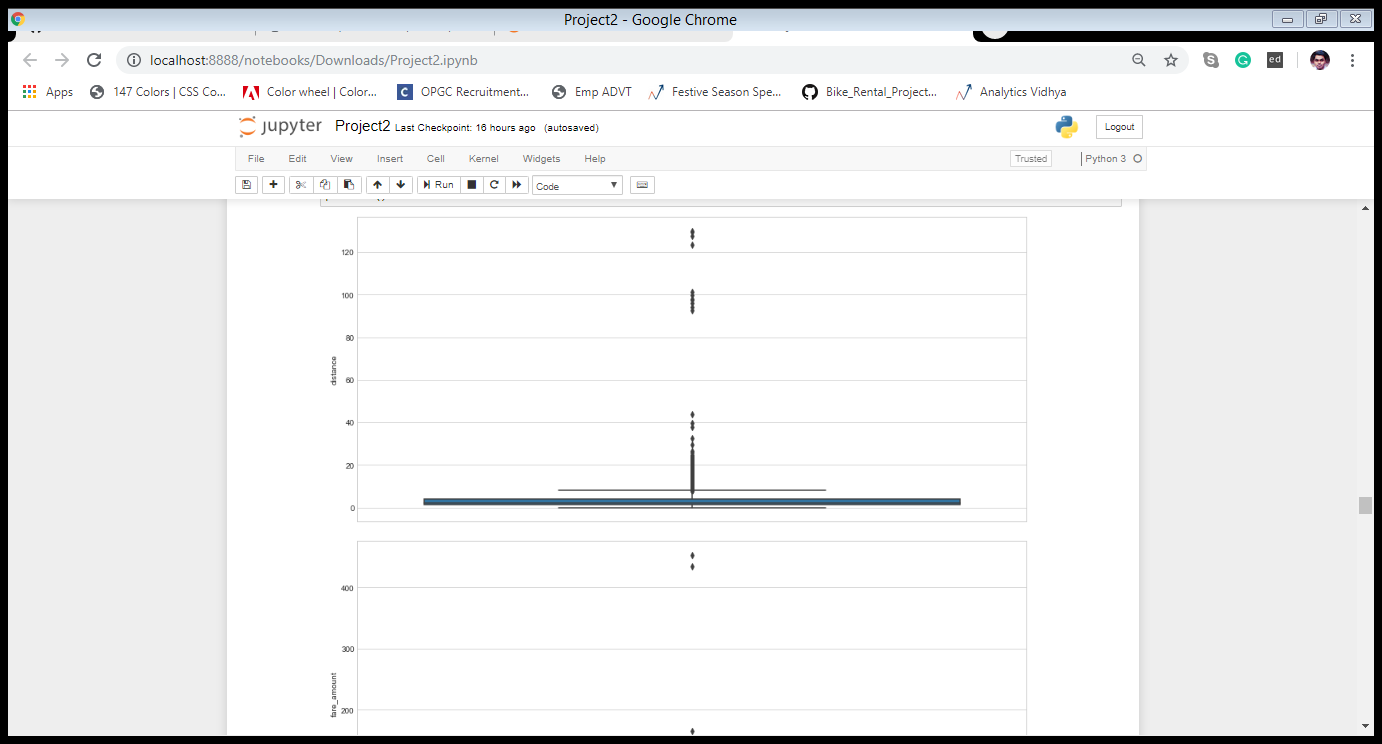 Project2 - Google Chrome
localhost:8888/notebooks/Downloads/Project2.ipynb
ed
Apps 147 Colors | CSS Co... Color wheel | Color... C OPGC Recruitment... Emp ADVT Festive Season Spe... Bike_Rental_Project... Analytics Vidhya
jupyter Project2 Last Checkpoint: 16 hours ago (autosaved) Logout
File Edit View Insert Cell Kernel Widgets Help Trusted Python 3
Run Code
120
100
80
distance
60
40
20
0
400
300
fare_amount
200